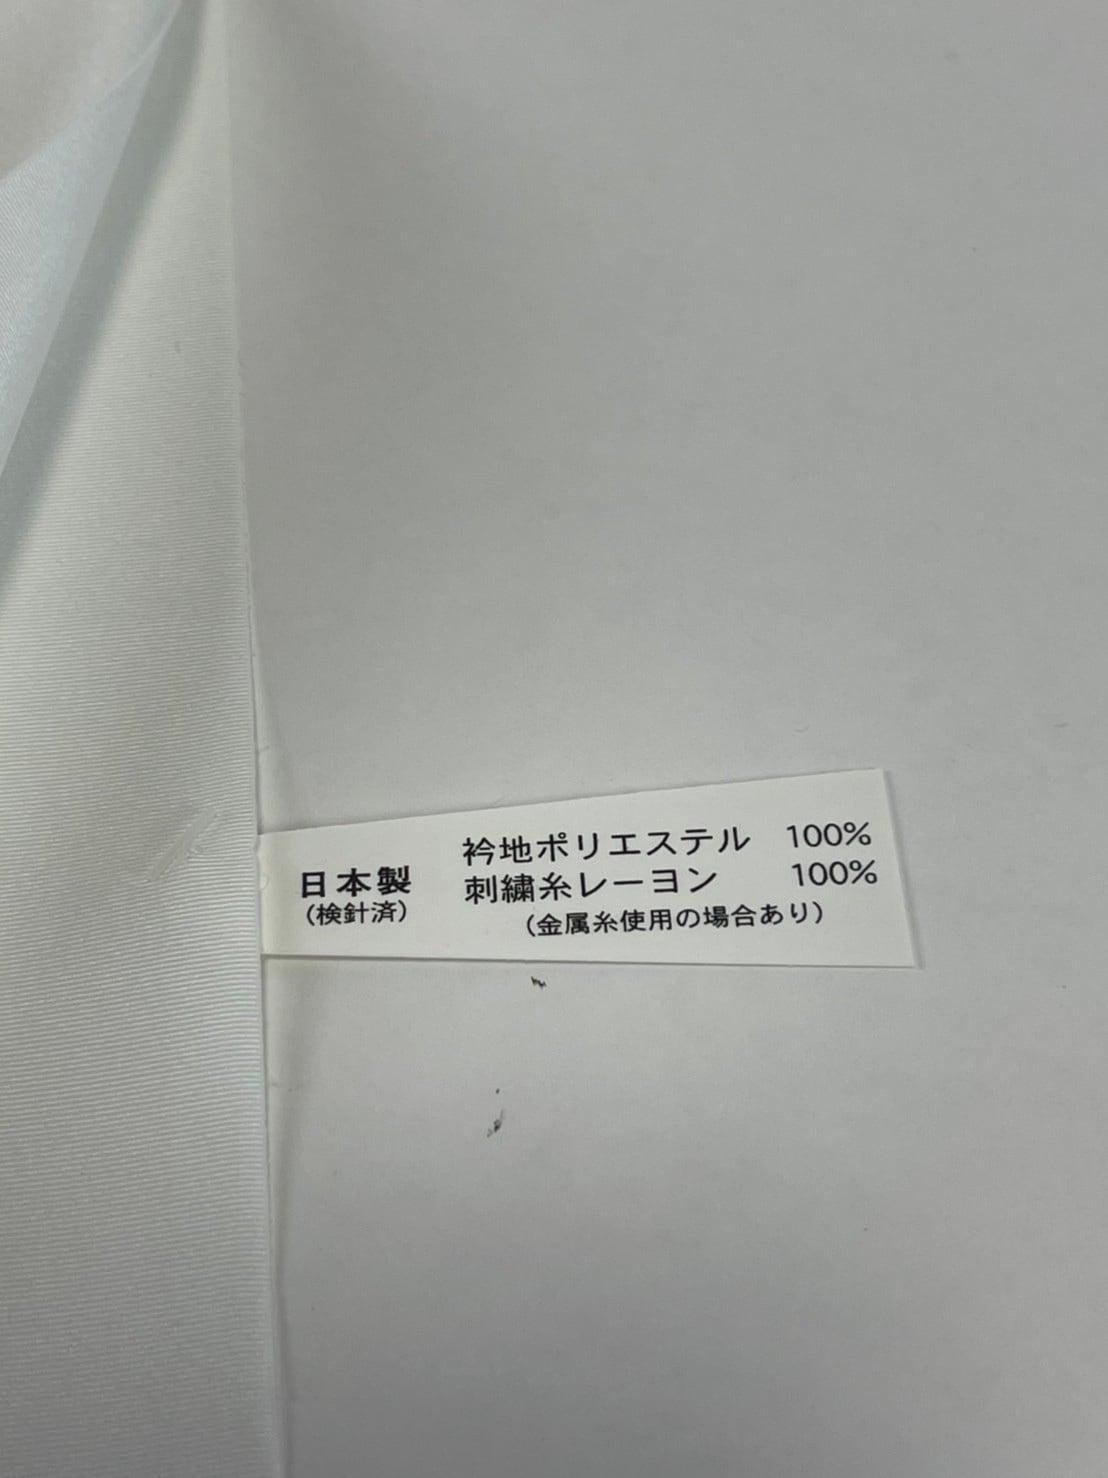 日本製
(検針済)
衿地ポリエステル 100%
刺繍糸レーヨン 100%
(金属糸使用の場合あり)